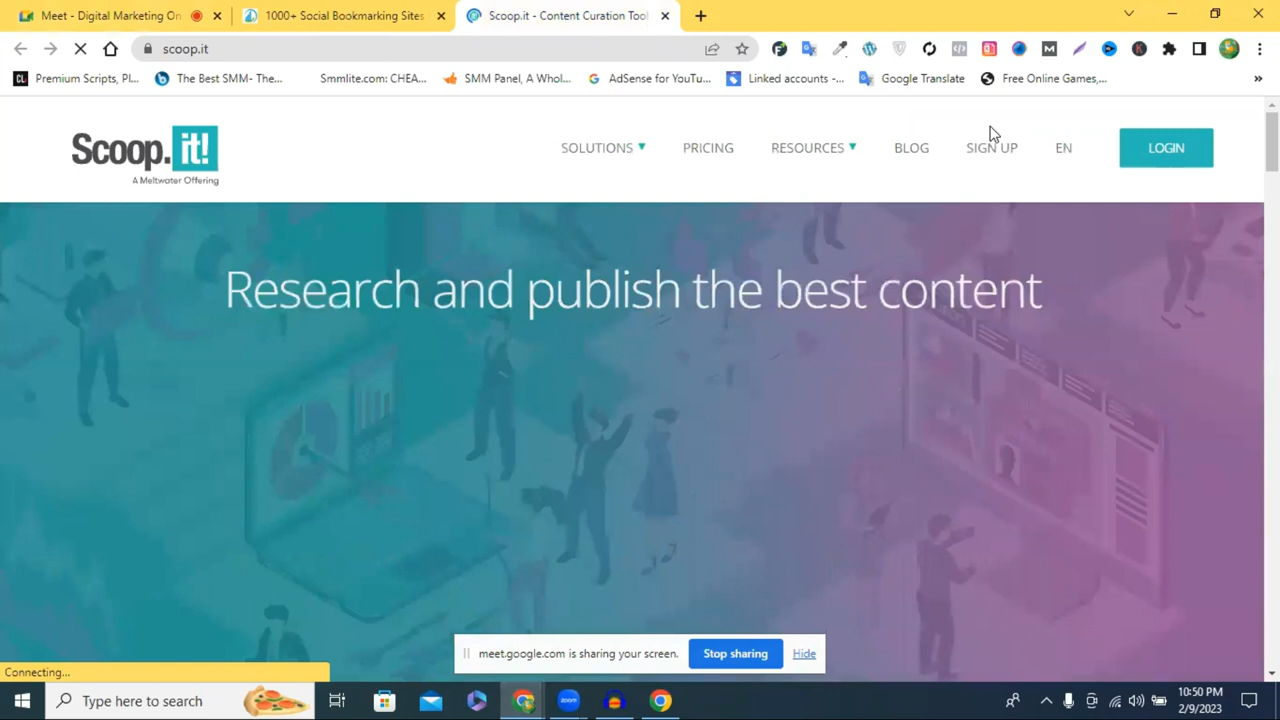 Meet - Digital Marketing On
1000+ Social Bookmarking Sites
Scoop.it - Content Curation Tool
scoop.it
Premium Scripts, Pl...
The Best SMM- The...
Smmlite.com: CHEA...
SMM Panel, A Whol...
AdSense for YouTu...
Linked accounts -...
Google Translate
Free Online Games,...
»
Scoop.it!
A Meltwater Offering
SOLUTIONS
PRICING
RESOURCES
BLOG
SIGN UP
EN
LOGIN
Research and publish the best content
meet.google.com is sharing your screen.
Stop sharing
Hide
Connecting...
Type here to search
zoom
10:50 PM
2/9/2023